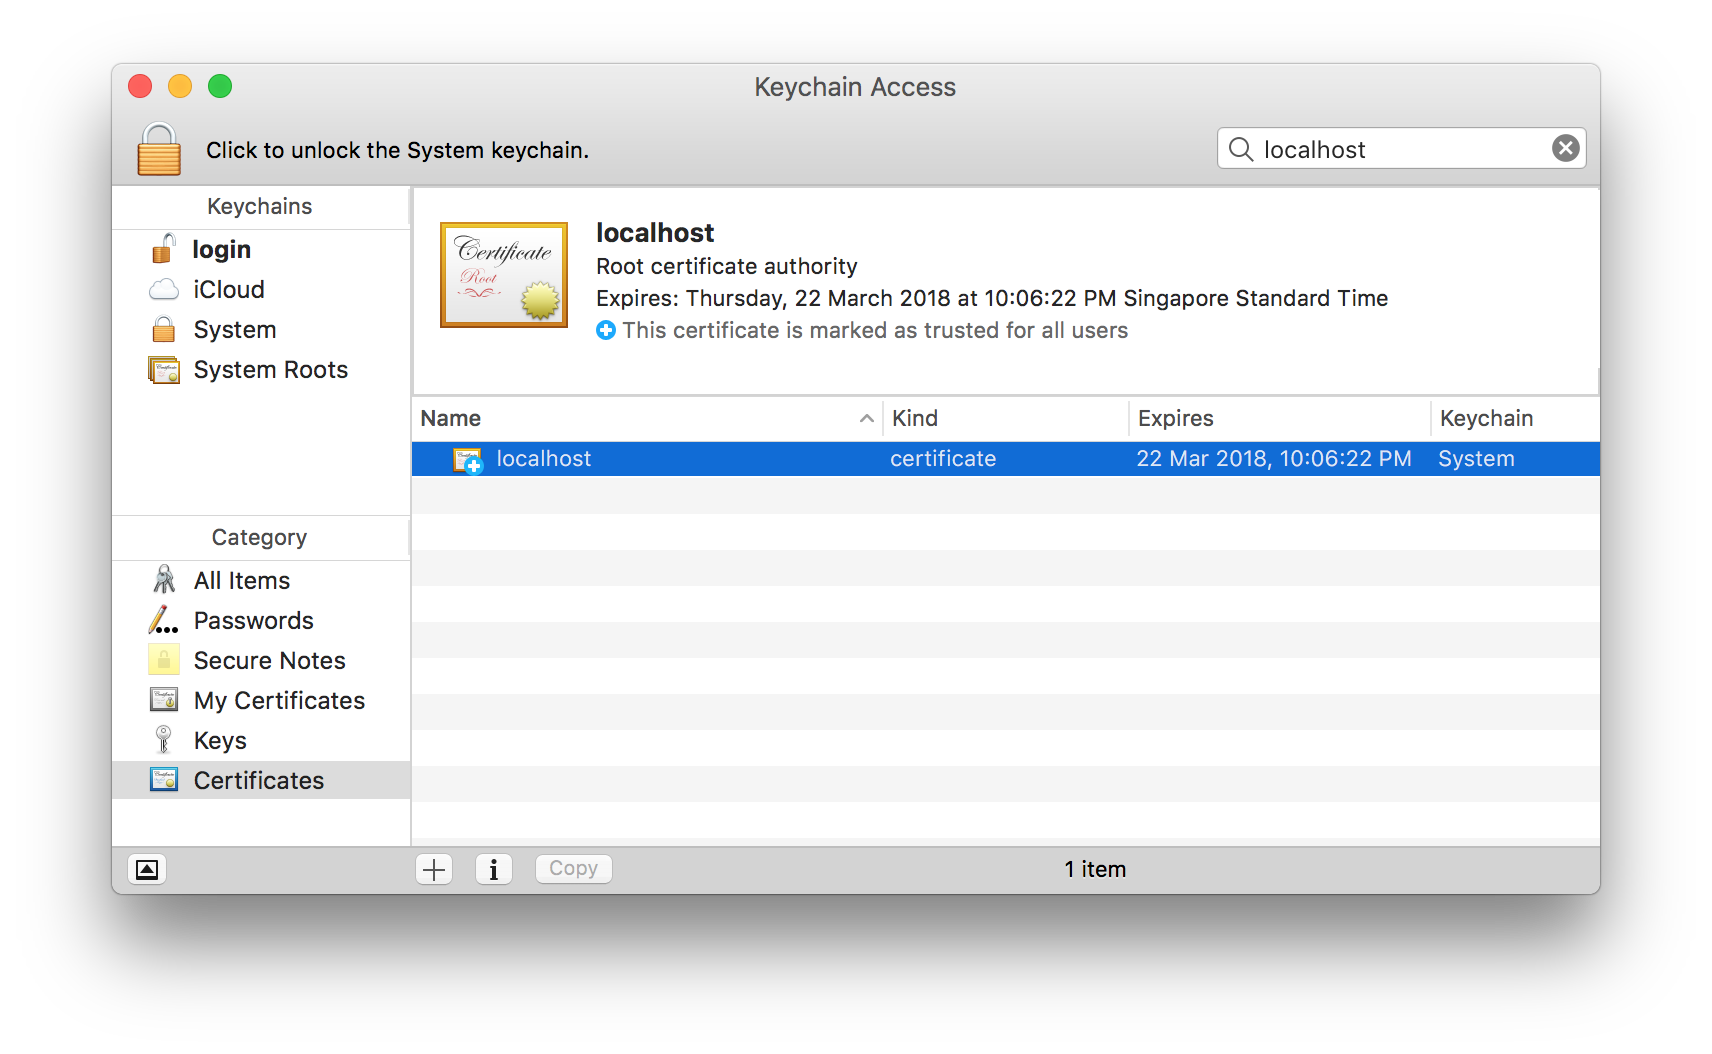 Keychain Access
Click to unlock the System keychain.
localhost
Keychains
login
iCloud
System
System Roots
Certificate
Root
localhost
Root certificate authority
Expires: Thursday, 22 March 2018 at 10:06:22 PM Singapore Standard Time
This certificate is marked as trusted for all users
Name Kind Expires Keychain
localhost certificate 22 Mar 2018, 10:06:22 PM System
Category
All Items
Passwords
Secure Notes
My Certificates
Keys
Certificates
Copy
1 item